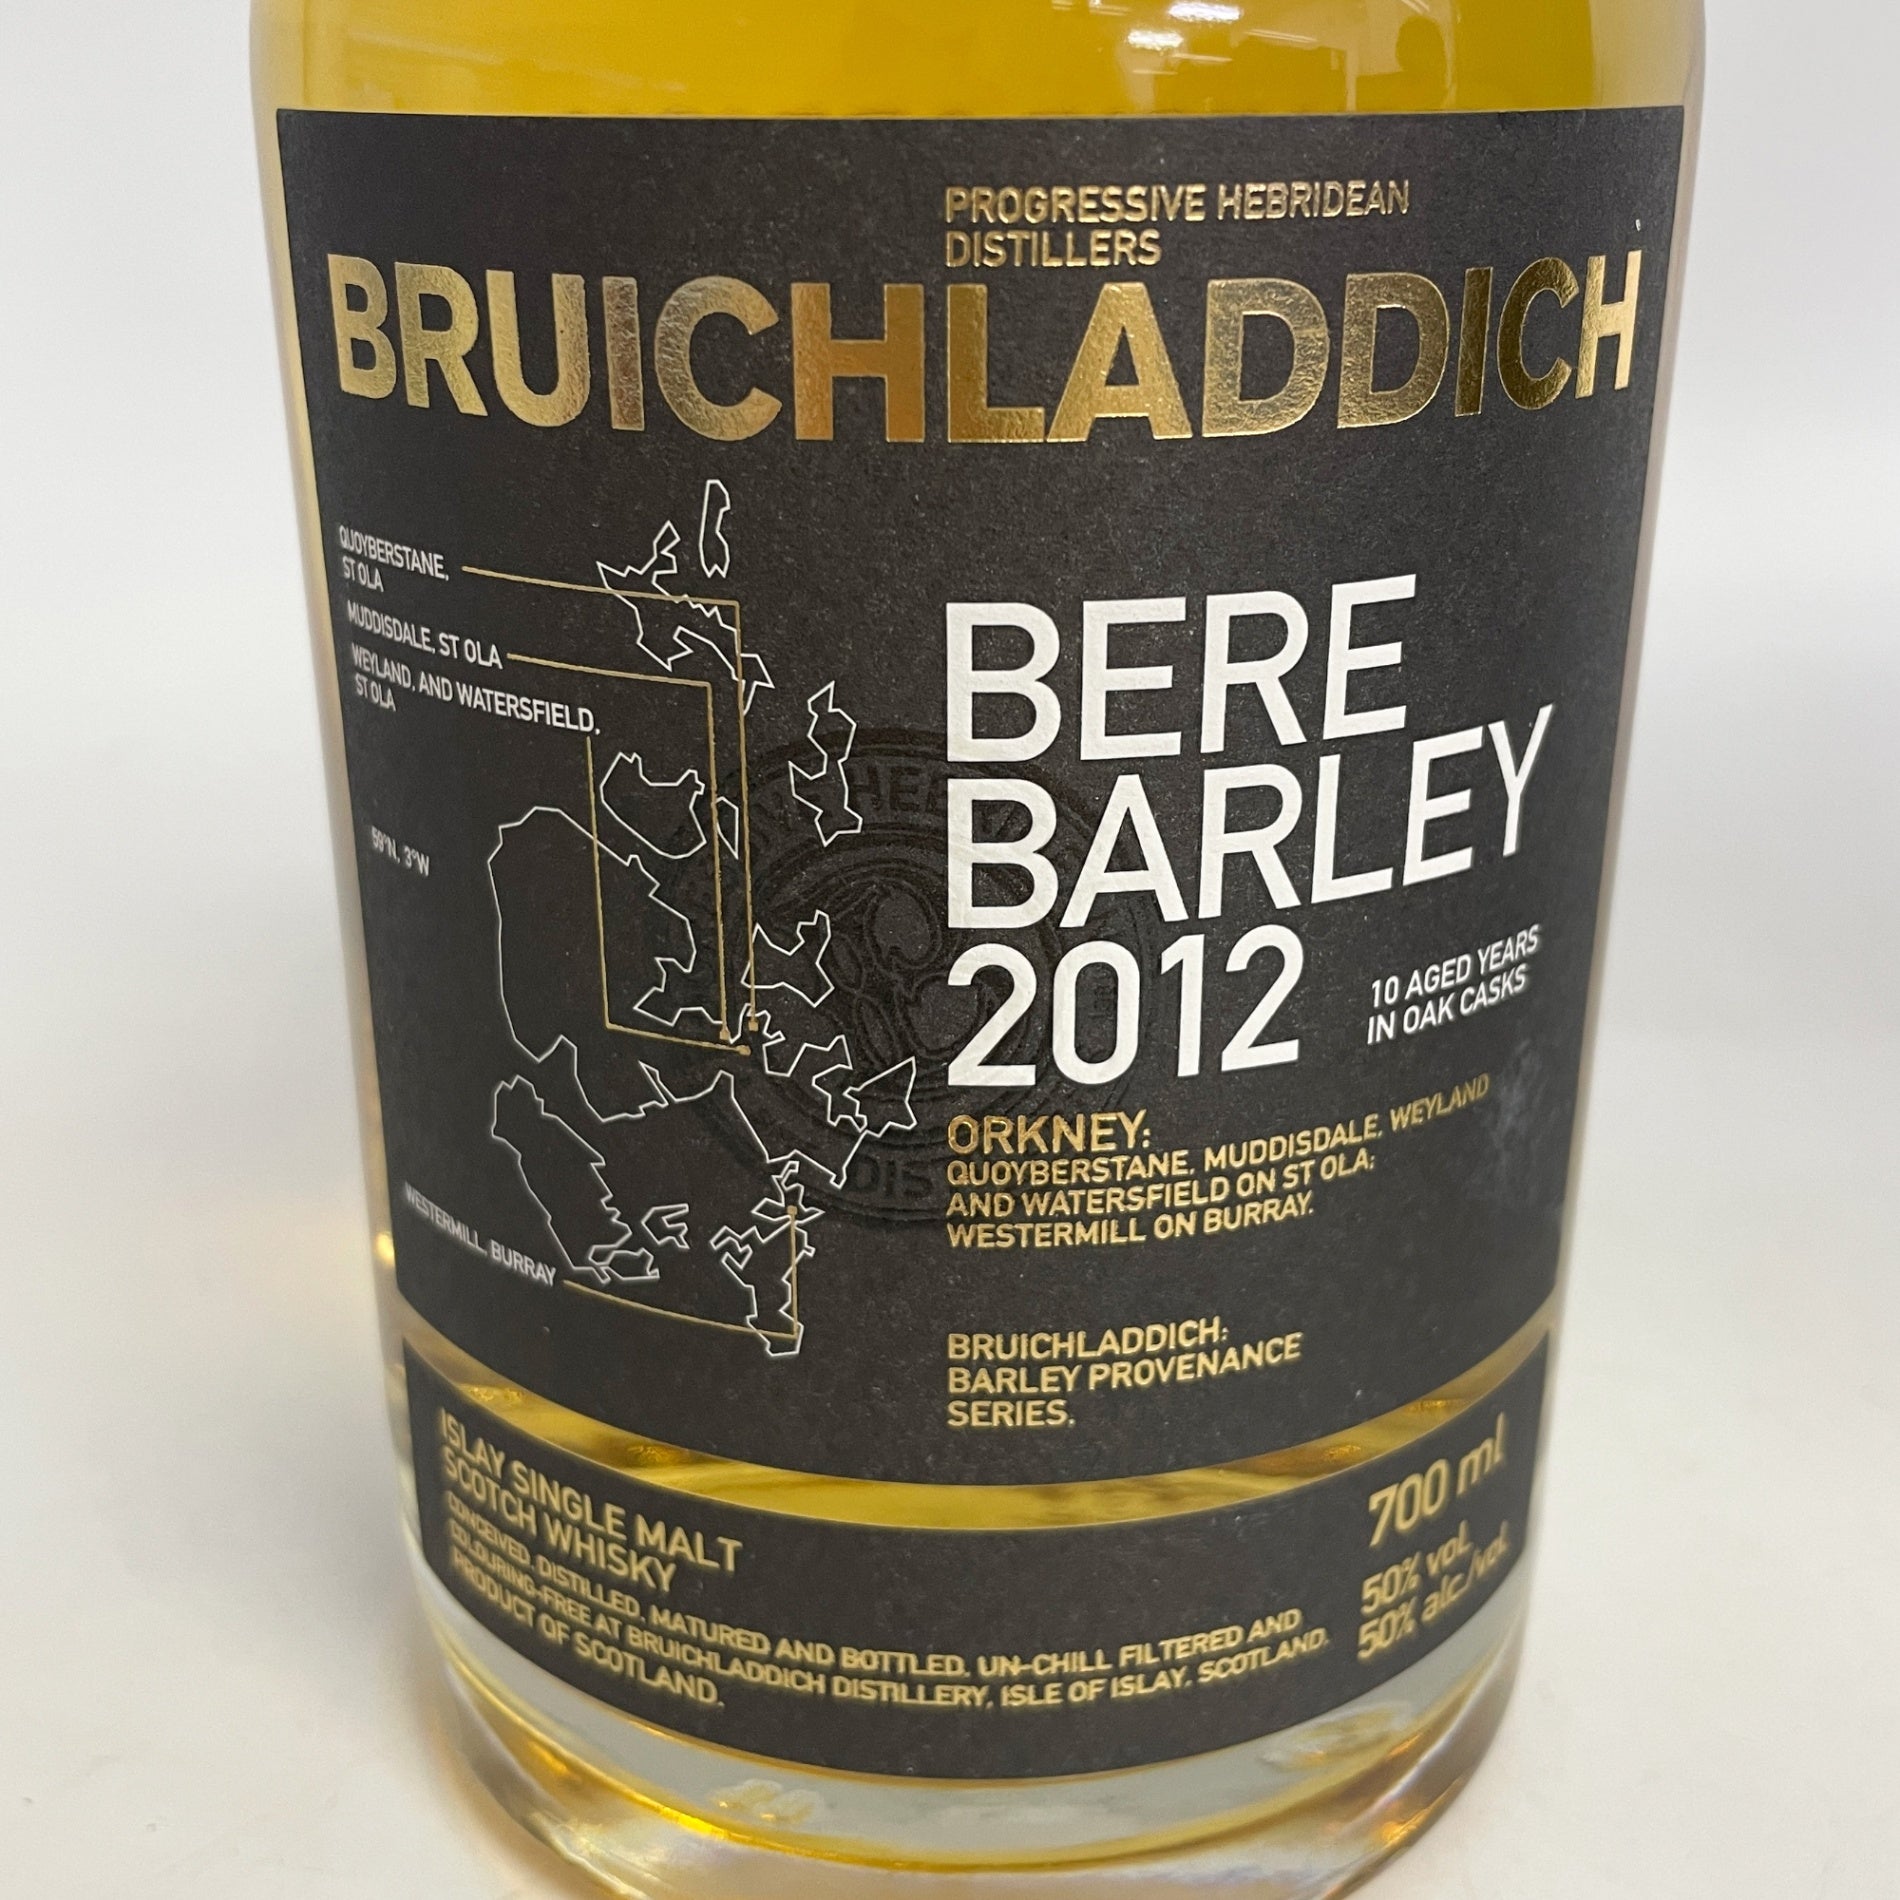 PROGRESSIVE HEBRIDEAN
DISTILLERS
BRUICHLADDICH
QUOYBERSTANE,
ST OLA
MUDDISDALE, ST OLA
WEYLAND, AND WATERSFIELD,
ST OLA
59°N, 3°W
WESTERMILL, BURRAY
BERE
BARLEY
2012
10 AGED YEARS
IN OAK CASKS
ORKNEY:
QUOYBERSTANE, MUDDISDALE, WEYLAND
AND WATERSFIELD ON ST OLA;
WESTERMILL ON BURRAY.
BRUICHLADDICH:
BARLEY PROVENANCE
SERIES.
ISLAY SINGLE MALT
SCOTCH WHISKY
CONCEIVED, DISTILLED, MATURED AND BOTTLED, UN-CHILL FILTERED AND
COLOURING-FREE AT BRUICHLADDICH DISTILLERY, ISLE OF ISLAY, SCOTLAND.
PRODUCT OF SCOTLAND.
700 ml
50% vol.
50% alc./vol.